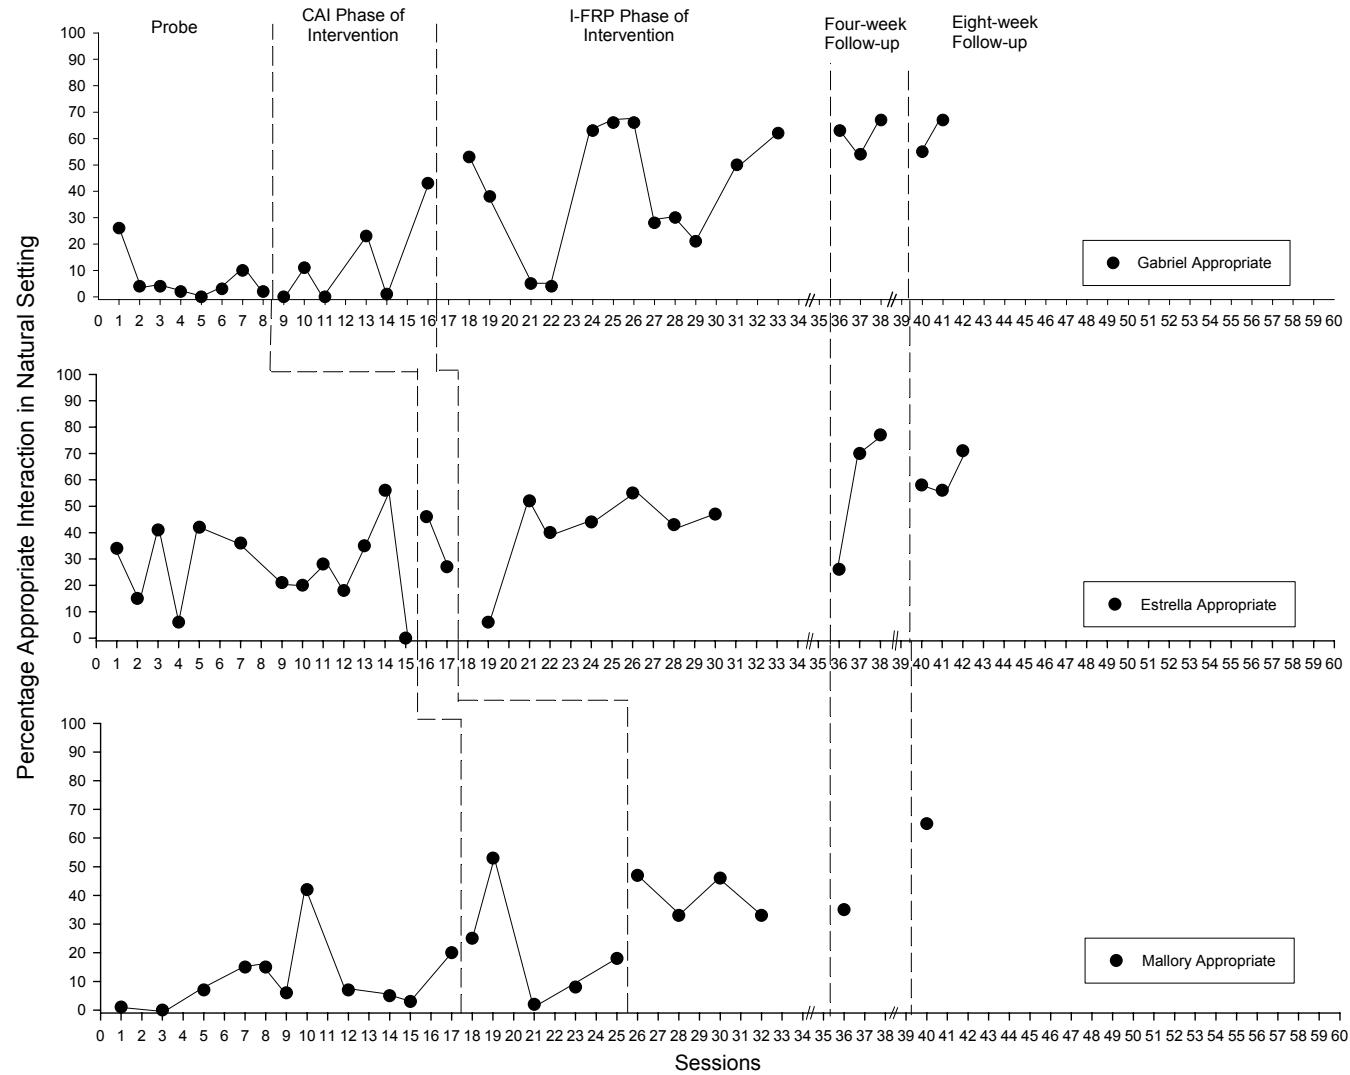 Probe
CAI Phase of
Intervention
I-FRP Phase of
Intervention
Four-week
Follow-up
Eight-week
Follow-up
Percentage Appropriate Interaction in Natural Setting
100
90
80
70
60
50
40
30
20
10
0
Gabriel Appropriate
0 1 2 3 4 5 6 7 8 9 10 11 12 13 14 15 16 17 18 19 20 21 22 23 24 25 26 27 28 29 30 31 32 33 34 35 36 37 38 39 40 41 42 43 44 45 46 47 48 49 50 51 52 53 54 55 56 57 58 59 60
100
90
80
70
60
50
40
30
20
10
0
Estrella Appropriate
0 1 2 3 4 5 6 7 8 9 10 11 12 13 14 15 16 17 18 19 20 21 22 23 24 25 26 27 28 29 30 31 32 33 34 35 36 37 38 39 40 41 42 43 44 45 46 47 48 49 50 51 52 53 54 55 56 57 58 59 60
100
90
80
70
60
50
40
30
20
10
0
Mallory Appropriate
0 1 2 3 4 5 6 7 8 9 10 11 12 13 14 15 16 17 18 19 20 21 22 23 24 25 26 27 28 29 30 31 32 33 34 35 36 37 38 39 40 41 42 43 44 45 46 47 48 49 50 51 52 53 54 55 56 57 58 59 60
Sessions